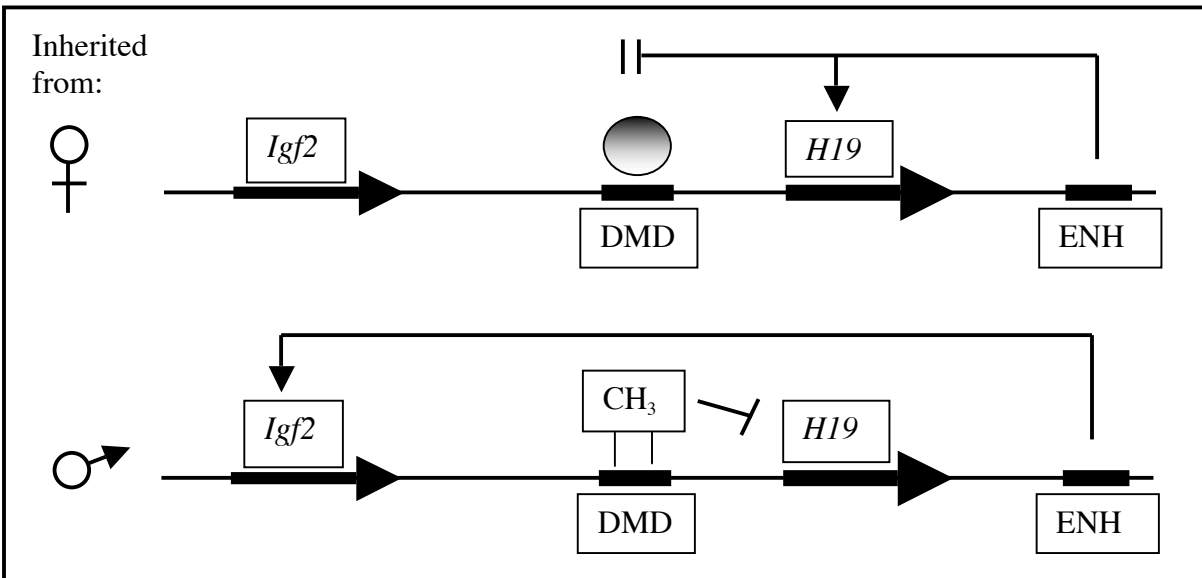 Inherited
from:
Igf2
H19
DMD
ENH
CH₃
Igf2
H19
DMD
ENH